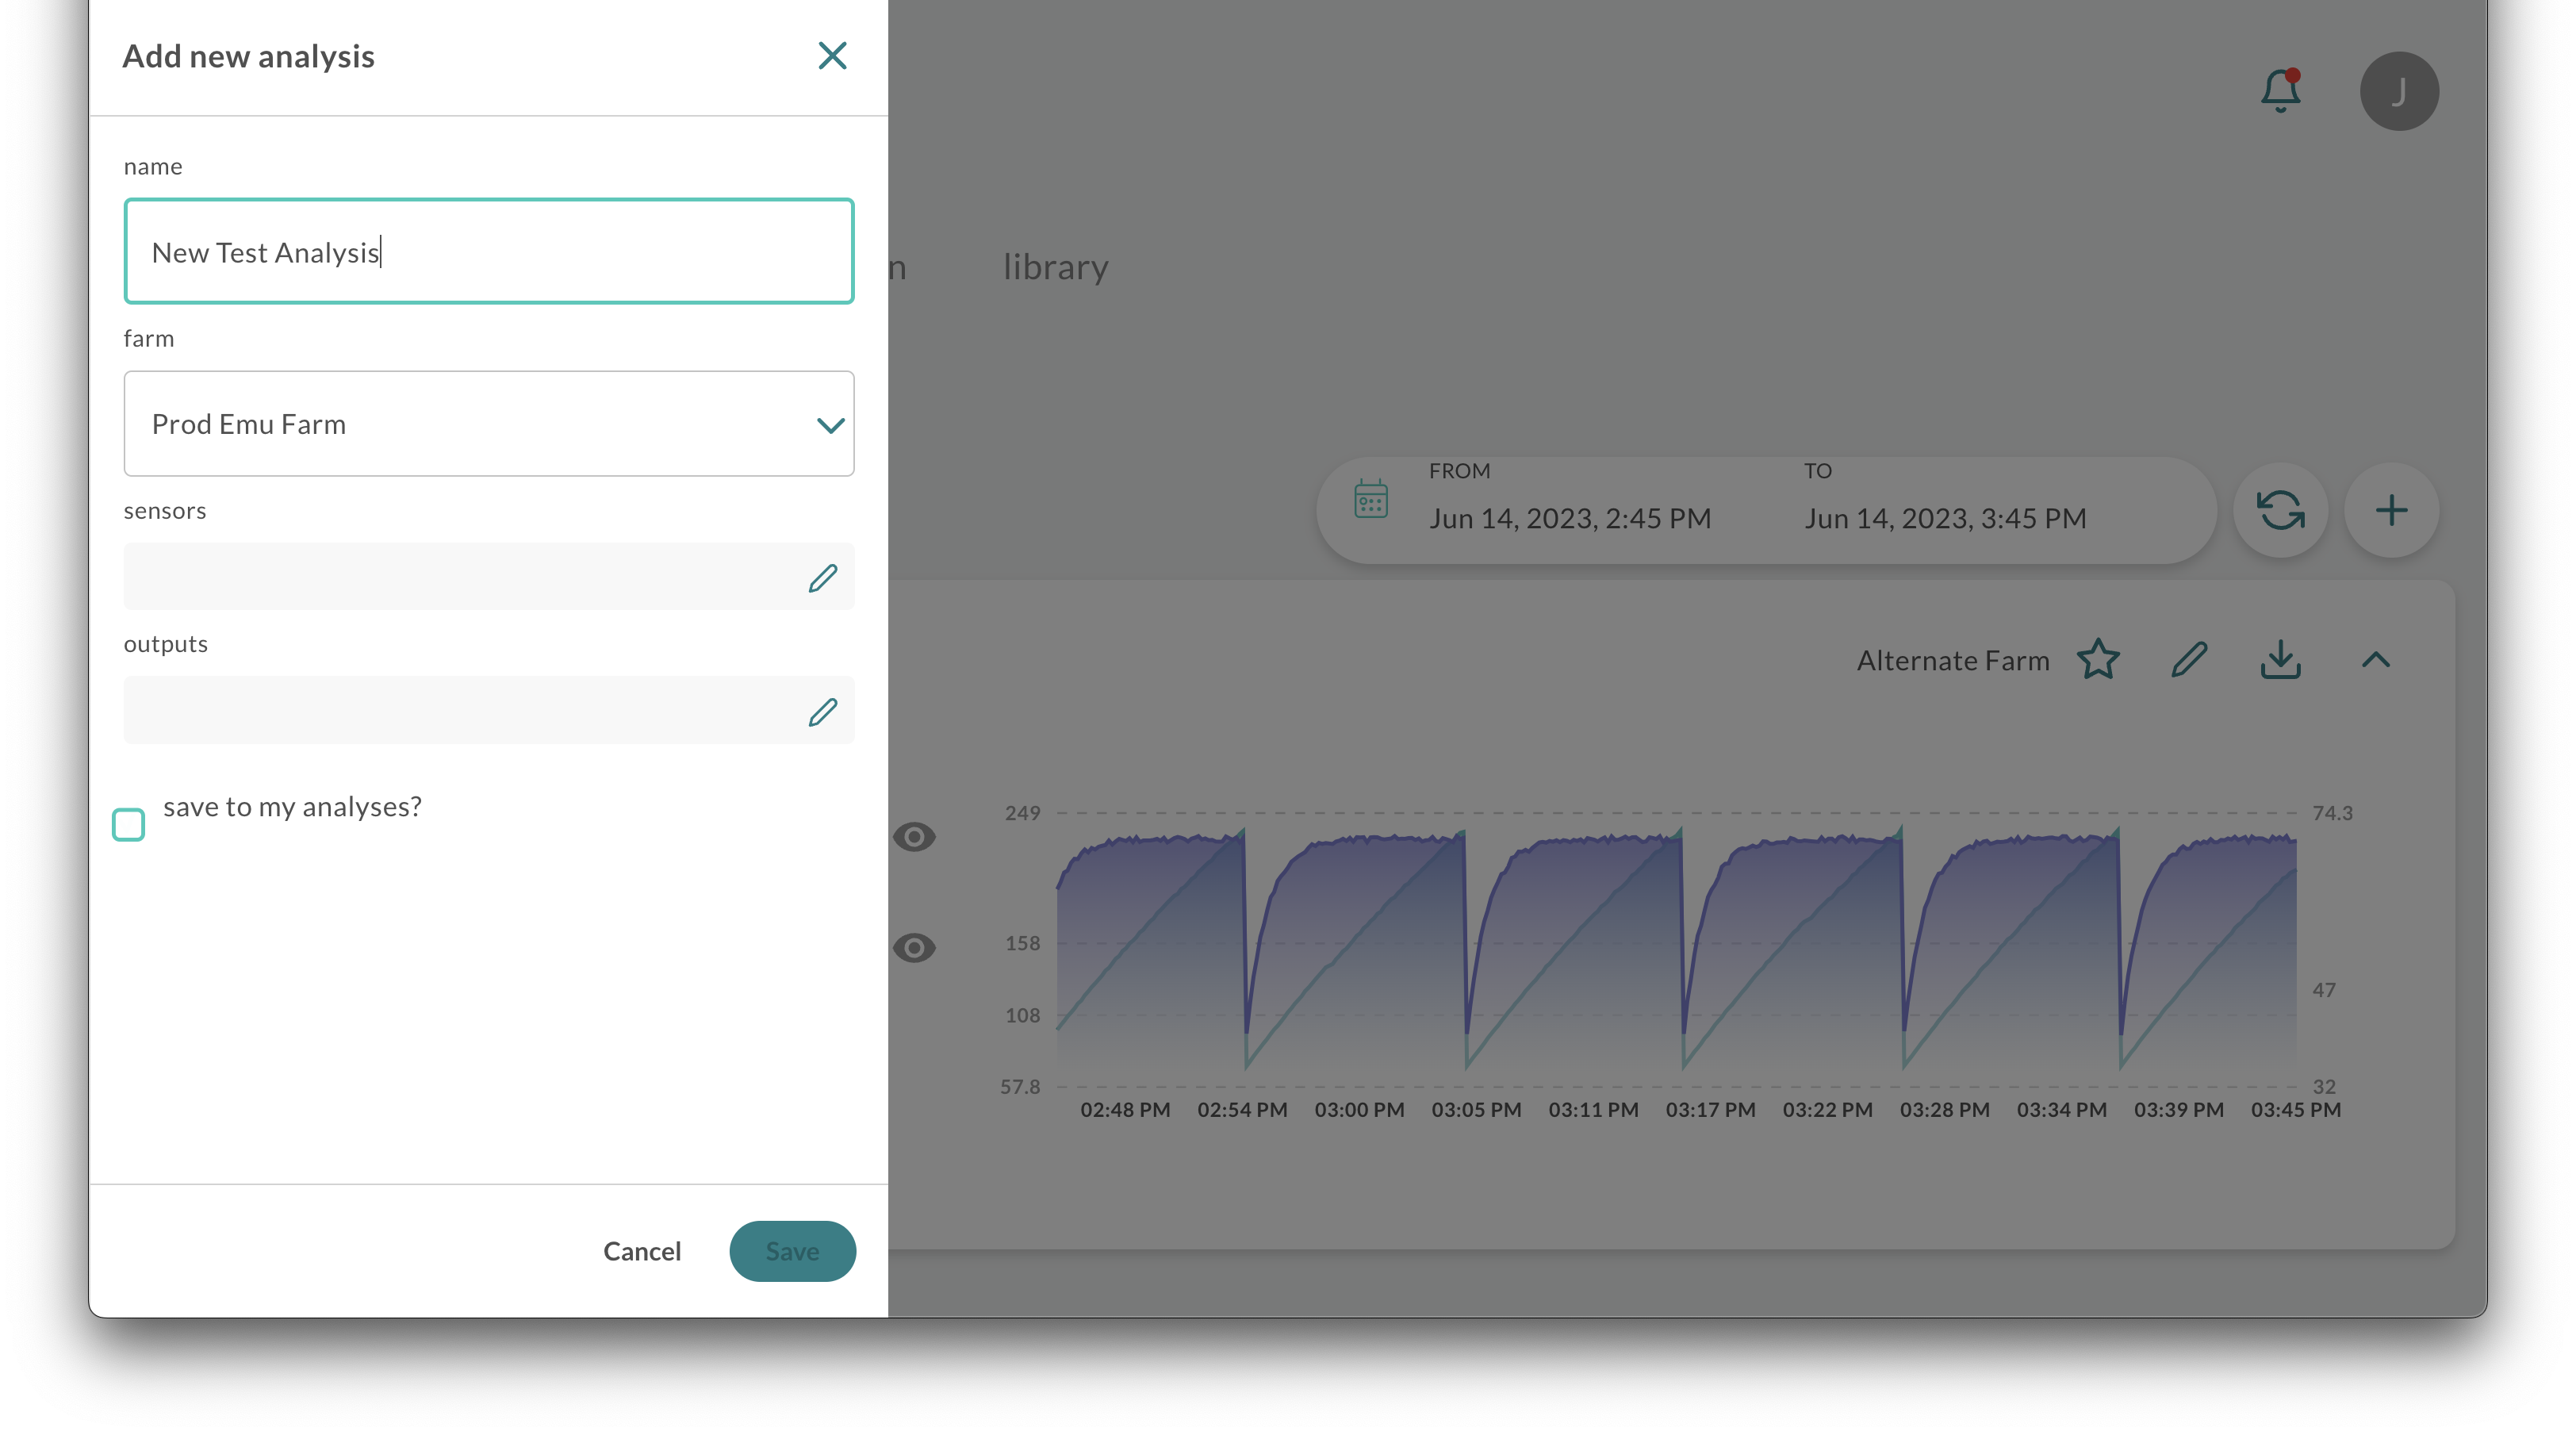 Add new analysis
name
New Test Analysis
farm
Prod Emu Farm
sensors
outputs
save to my analyses?
Cancel
Save
J
n
library
FROM
TO
Jun 14, 2023, 2:45 PM
Jun 14, 2023, 3:45 PM
Alternate Farm
249
74.3
158
47
108
57.8
32
02:48 PM
02:54 PM
03:00 PM
03:05 PM
03:11 PM
03:17 PM
03:22 PM
03:28 PM
03:34 PM
03:39 PM
03:45 PM